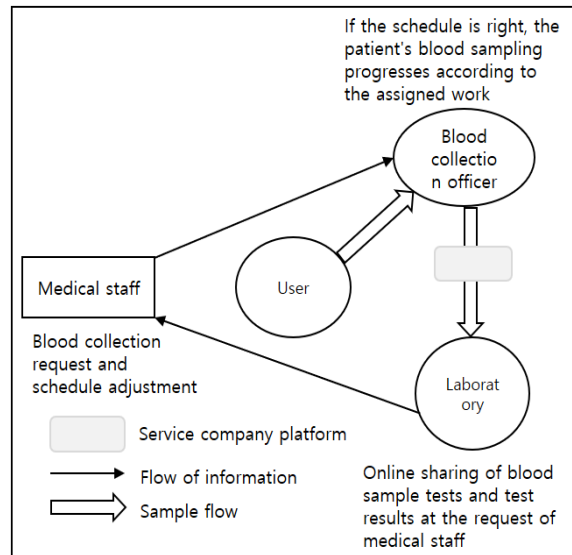 If the schedule is right, the
patient's blood sampling
progresses according to
the assigned work
Blood
collectio
n officer
Medical staff
User
Blood collection
request and
schedule adjustment
Laborat
ory
Service company platform
Flow of information
Sample flow
Online sharing of blood
sample tests and test
results at the request of
medical staff